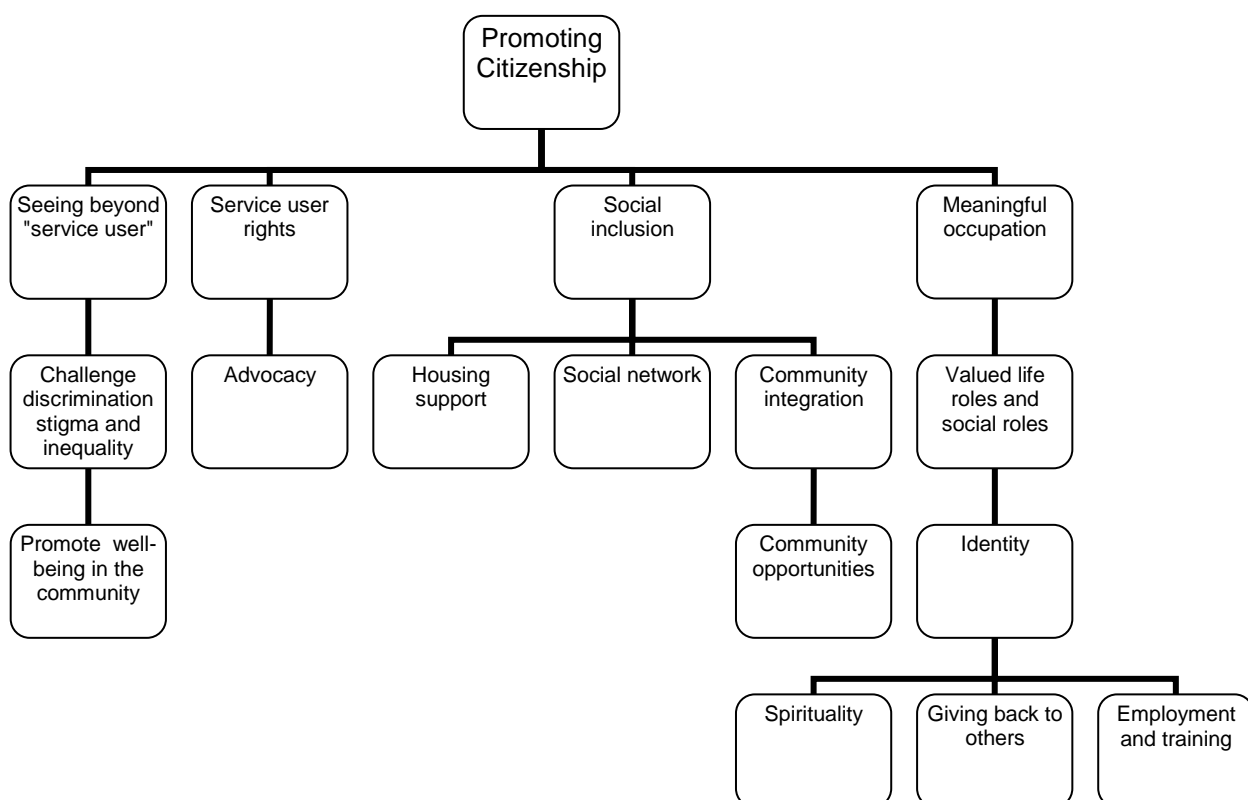 Promoting
Citizenship
Seeing beyond
"service user"
Service user
rights
Social
inclusion
Meaningful
occupation
Challenge
discrimination
stigma and
inequality
Advocacy
Housing
support
Social network
Community
integration
Valued life
roles and
social roles
Promote well-
being in the
community
Community
opportunities
Identity
Spirituality
Giving back to
others
Employment
and training